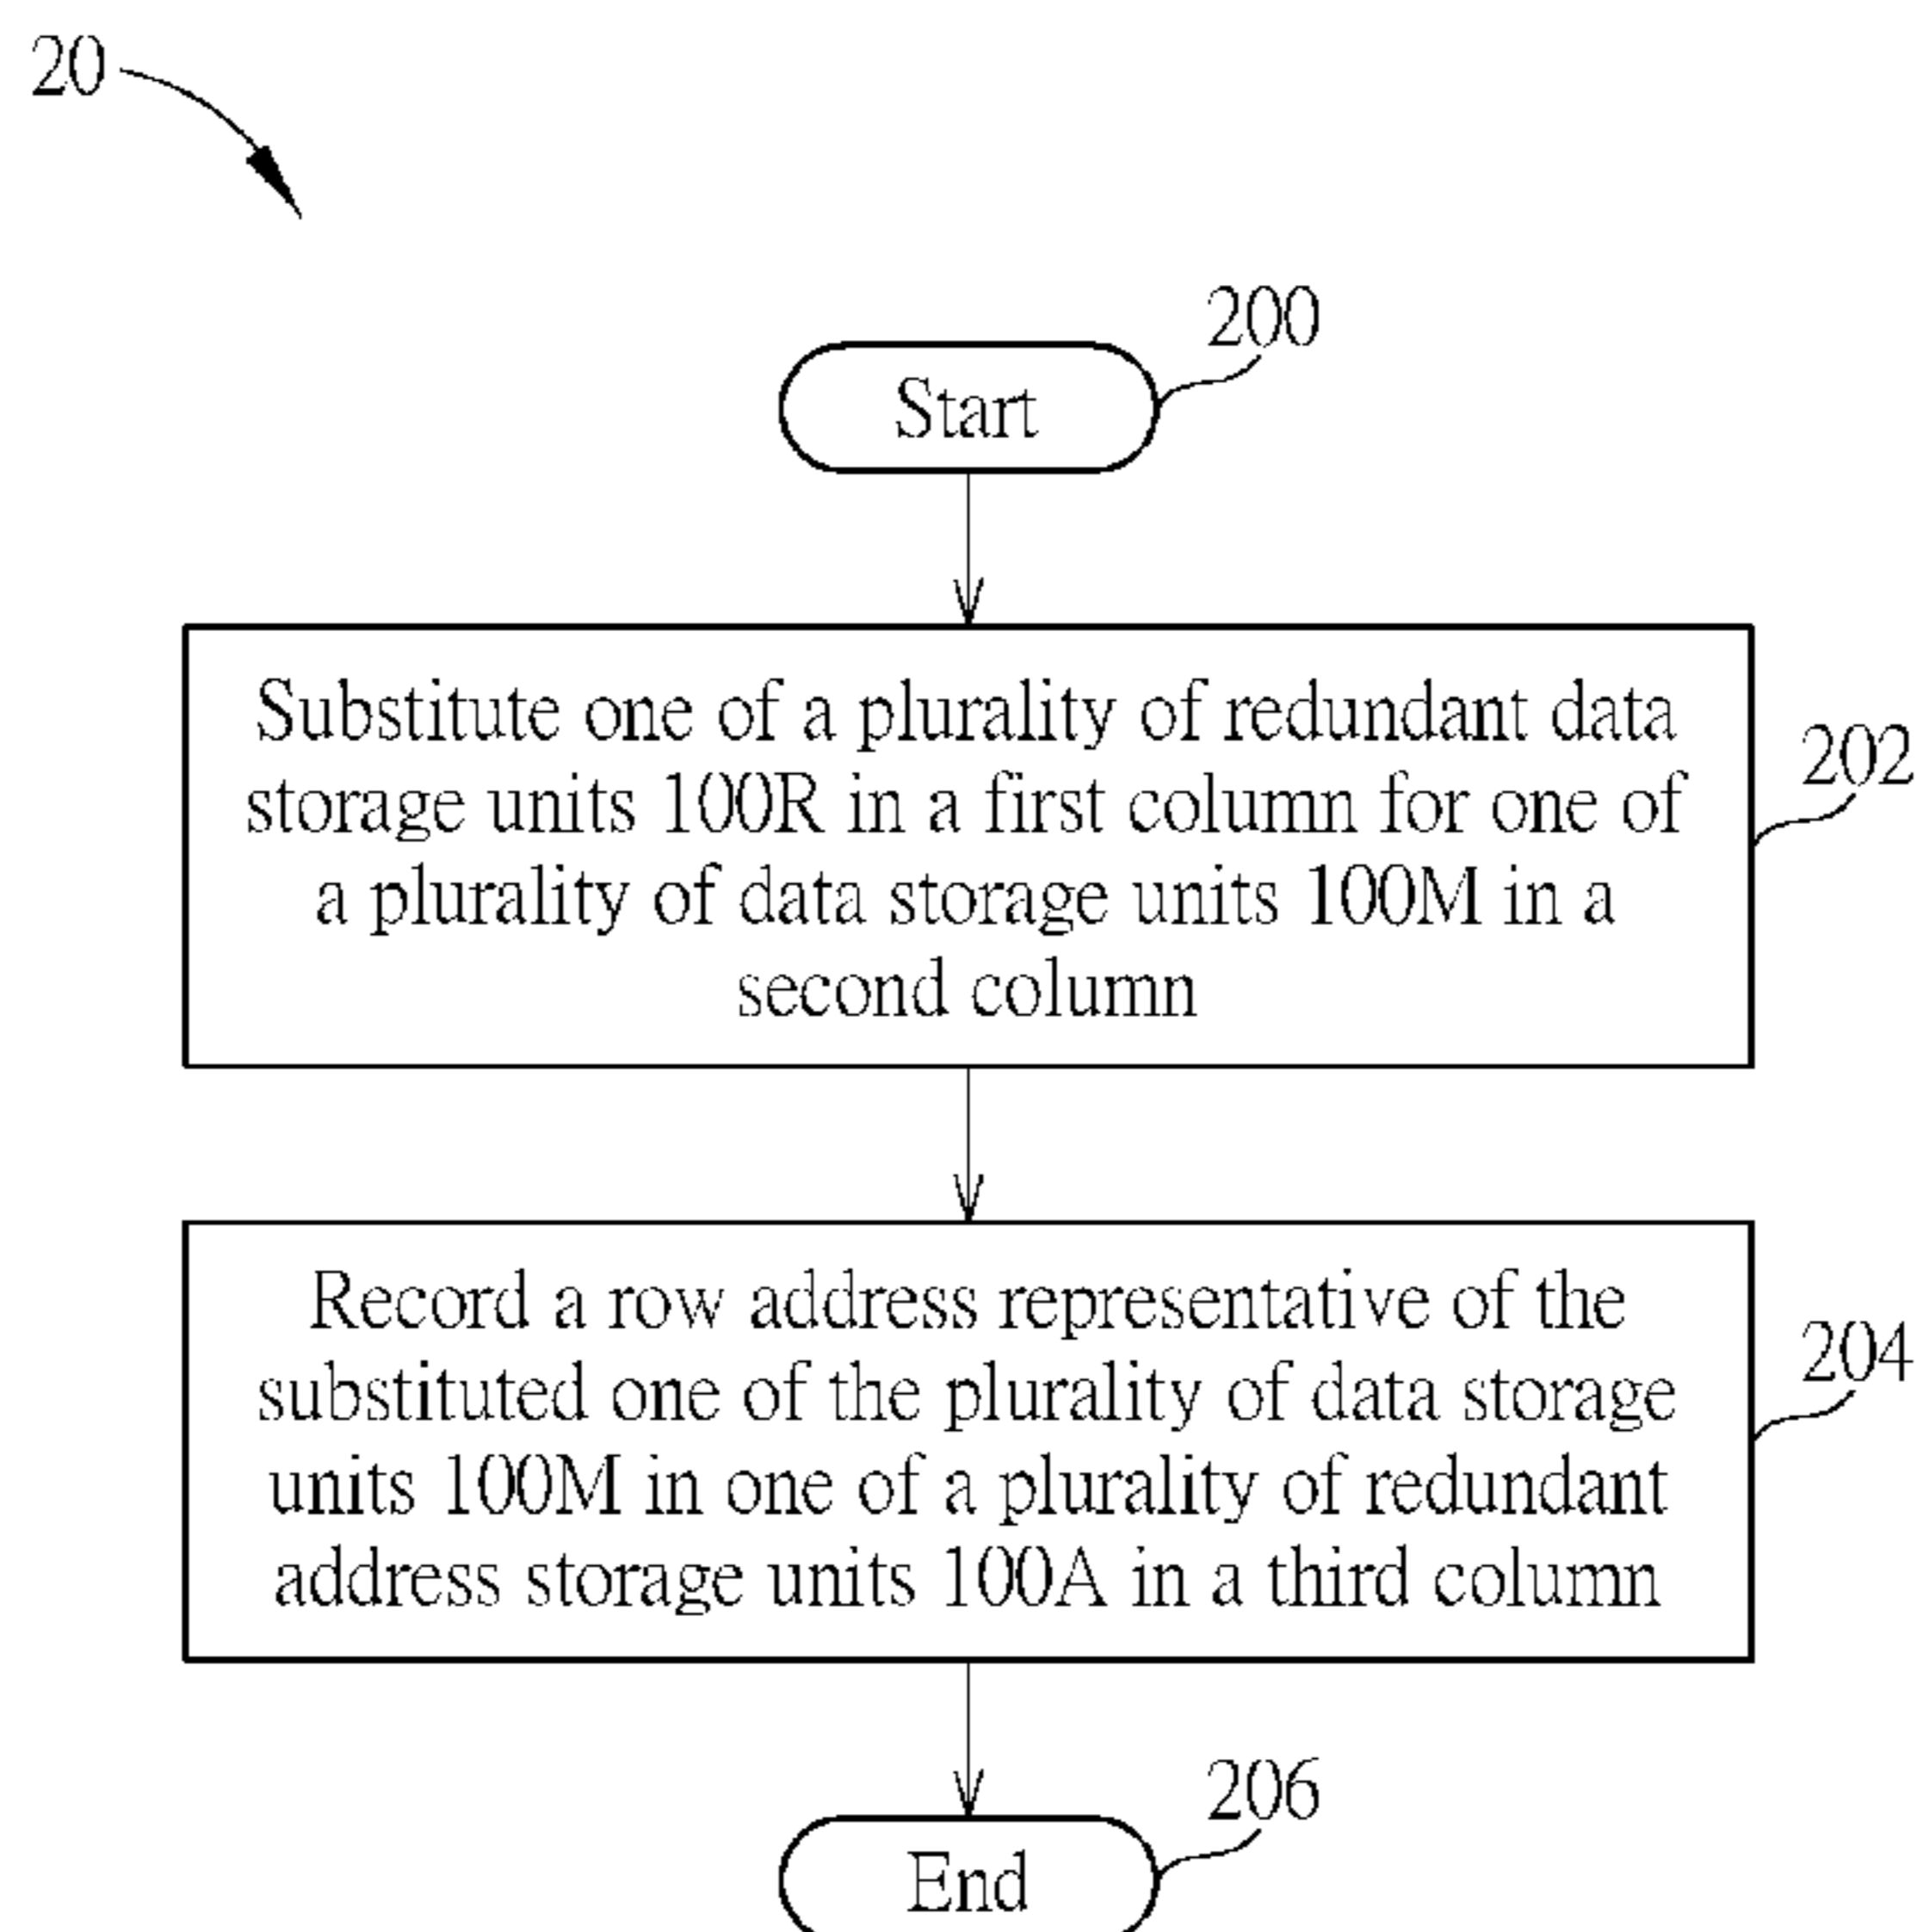 20
200
Start
Substitute one of a plurality of redundant data
storage units 100R in a first column for one of
a plurality of data storage units 100M in a
second column
202
Record a row address representative of the
substituted one of the plurality of data storage
units 100M in one of a plurality of redundant
address storage units 100A in a third column
204
206
End